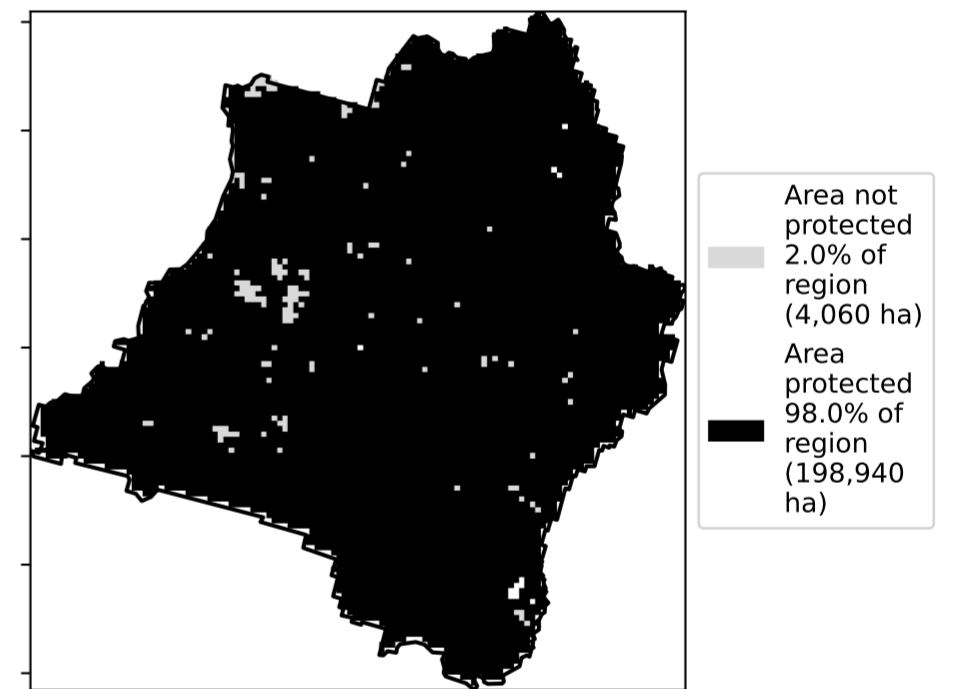 Area not
protected
2.0% of
region
(4,060 ha)
Area
protected
98.0% of
region
(198,940
ha)